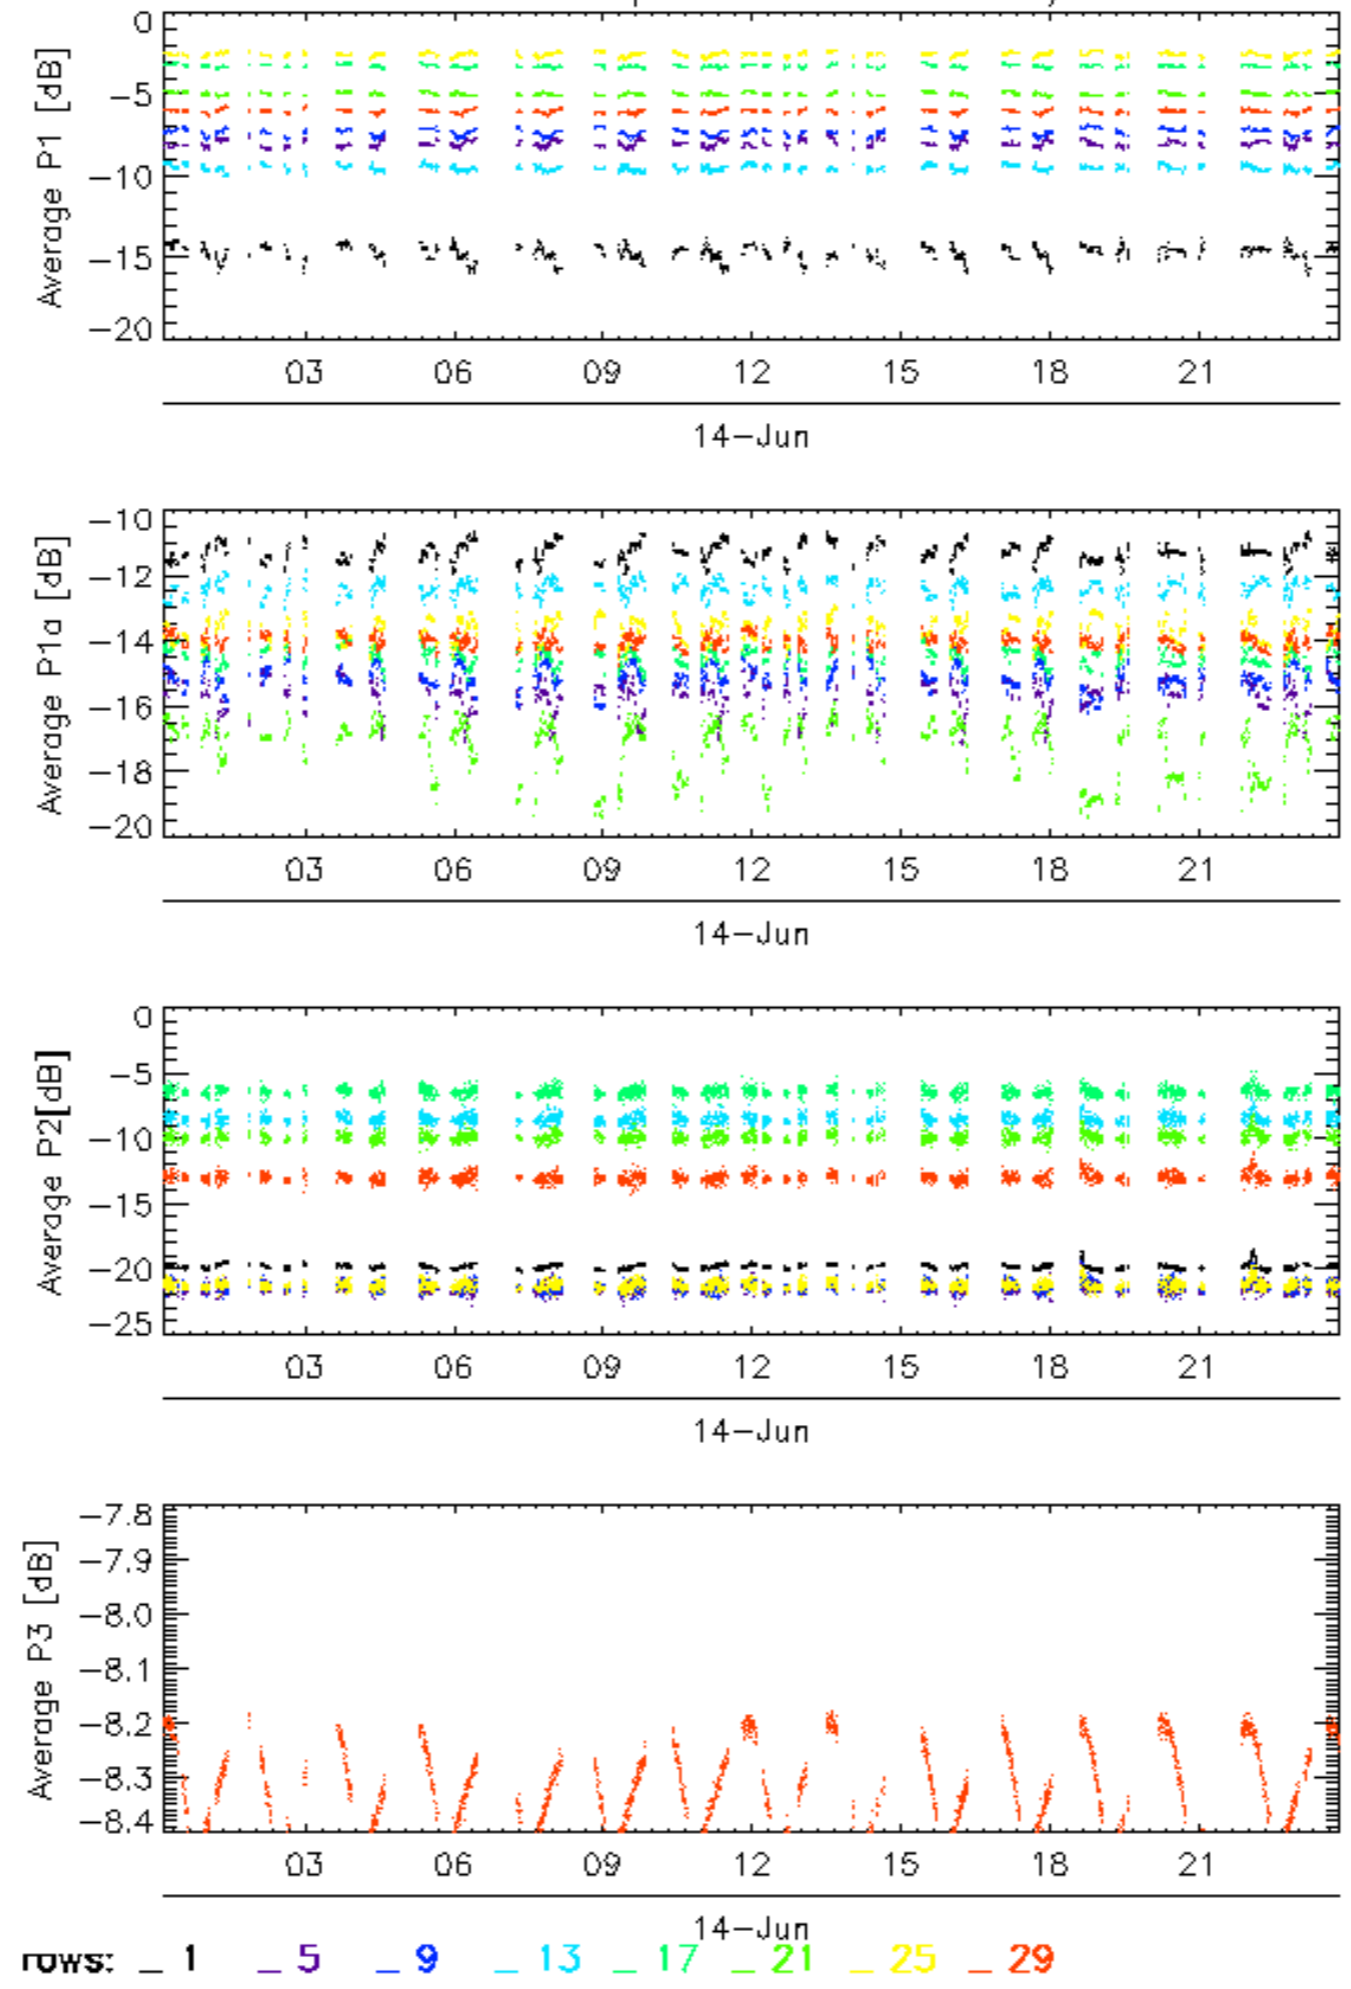 0
−5
−10
−15
−20
Average P1 [dB]
03 06 09 12 15 18 21
14−Jun
−10
−12
−14
−16
−18
−20
Average P1a [dB]
03 06 09 12 15 18 21
14−Jun
0
−5
−10
−15
−20
−25
Average P2[dB]
03 06 09 12 15 18 21
14−Jun
−7.8
−7.9
−8.0
−8.1
−8.2
−8.3
−8.4
Average P3 [dB]
03 06 09 12 15 18 21
14−Jun
rows: _ 1 _ 5 _ 9 _ 13 _ 17 _ 21 _ 25 _ 29